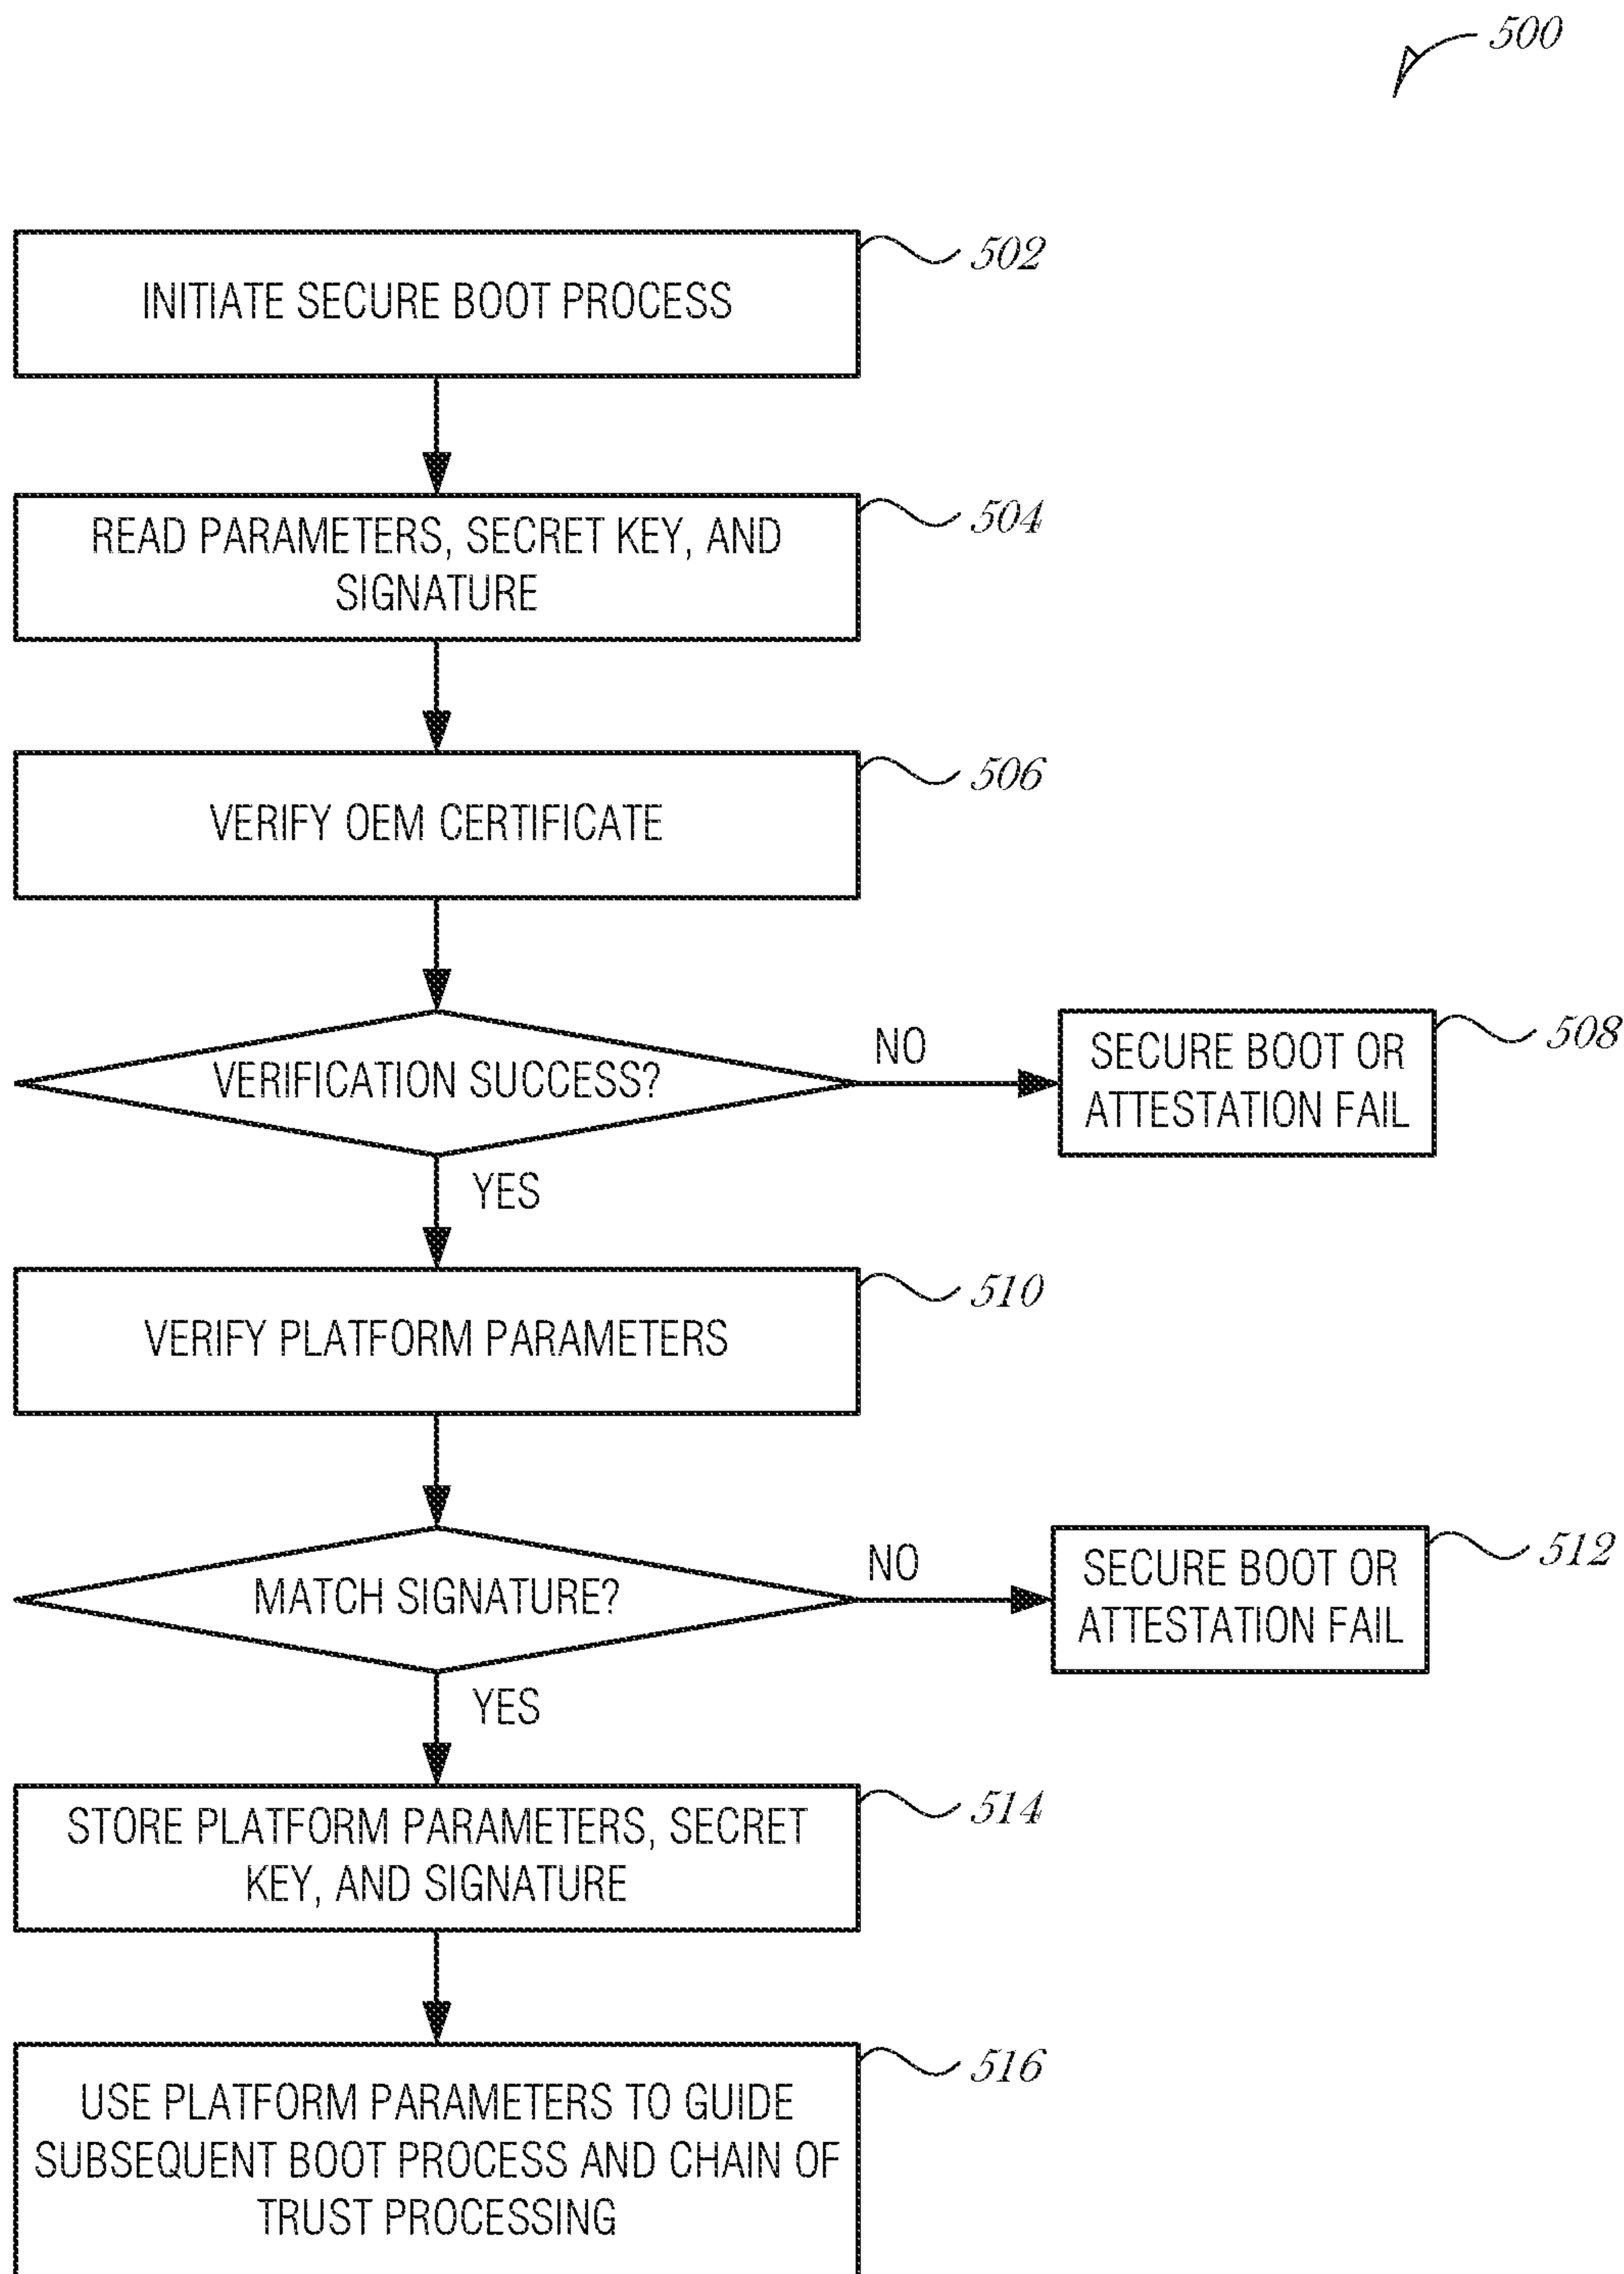 500
INITIATE SECURE BOOT PROCESS
502
READ PARAMETERS, SECRET KEY, AND
SIGNATURE
504
VERIFY OEM CERTIFICATE
506
VERIFICATION SUCCESS?
NO
SECURE BOOT OR
ATTESTATION FAIL
508
YES
VERIFY PLATFORM PARAMETERS
510
MATCH SIGNATURE?
NO
SECURE BOOT OR
ATTESTATION FAIL
512
YES
STORE PLATFORM PARAMETERS, SECRET
KEY, AND SIGNATURE
514
USE PLATFORM PARAMETERS TO GUIDE
SUBSEQUENT BOOT PROCESS AND CHAIN OF
TRUST PROCESSING
516